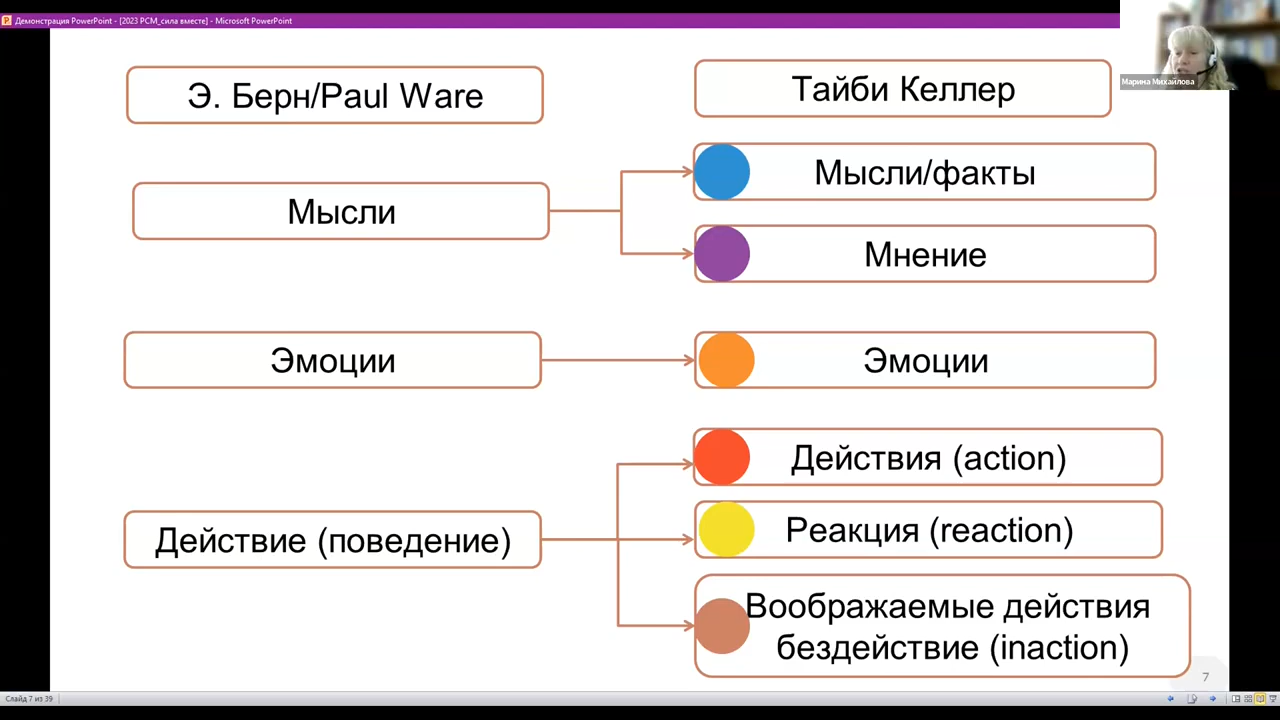 Демонстрация PowerPoint - [2023 PCM_сила вместе] - Microsoft PowerPoint
Марина Михайлова
Э. Берн/Paul Ware
Тайби Келлер
Мысли
Мысли/факты
Мнение
Эмоции
Эмоции
Действие (поведение)
Действия (action)
Реакция (reaction)
Воображаемые действия
бездействие (inaction)
7
Слайд 7 из 39